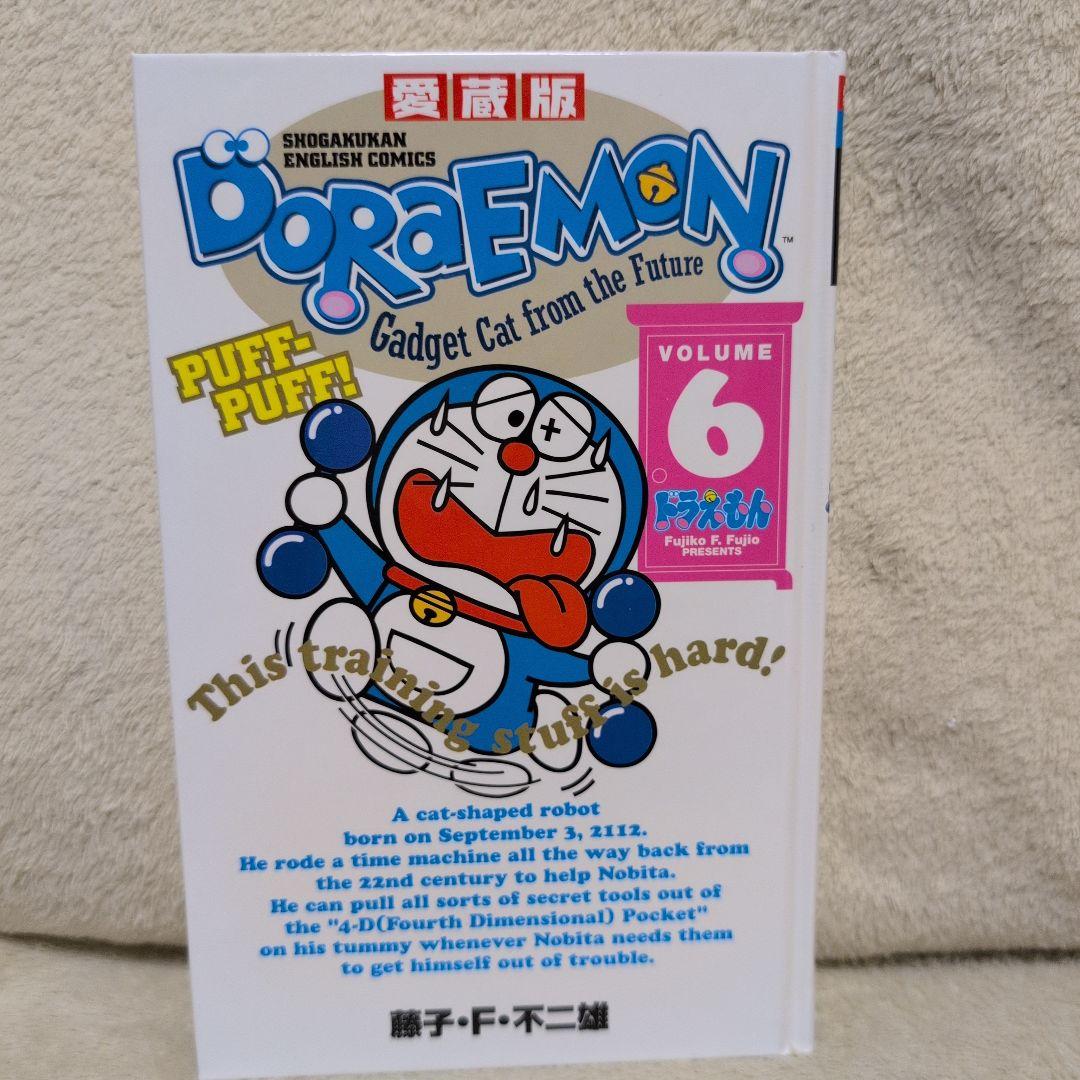 愛蔵版
SHOGAKUKAN
ENGLISH COMICS
DORAEMON
™
Gadget Cat from the Future
PUFF-
PUFF!
VOLUME
6
ドラえもん
Fujiko F. Fujio
PRESENTS
This training stuff is hard!
A cat-shaped robot
born on September 3, 2112.
He rode a time machine all the way back from
the 22nd century to help Nobita.
He can pull all sorts of secret tools out of
the "4-D(Fourth Dimensional) Pocket"
on his tummy whenever Nobita needs them
to get himself out of trouble.
藤子・F・不二雄